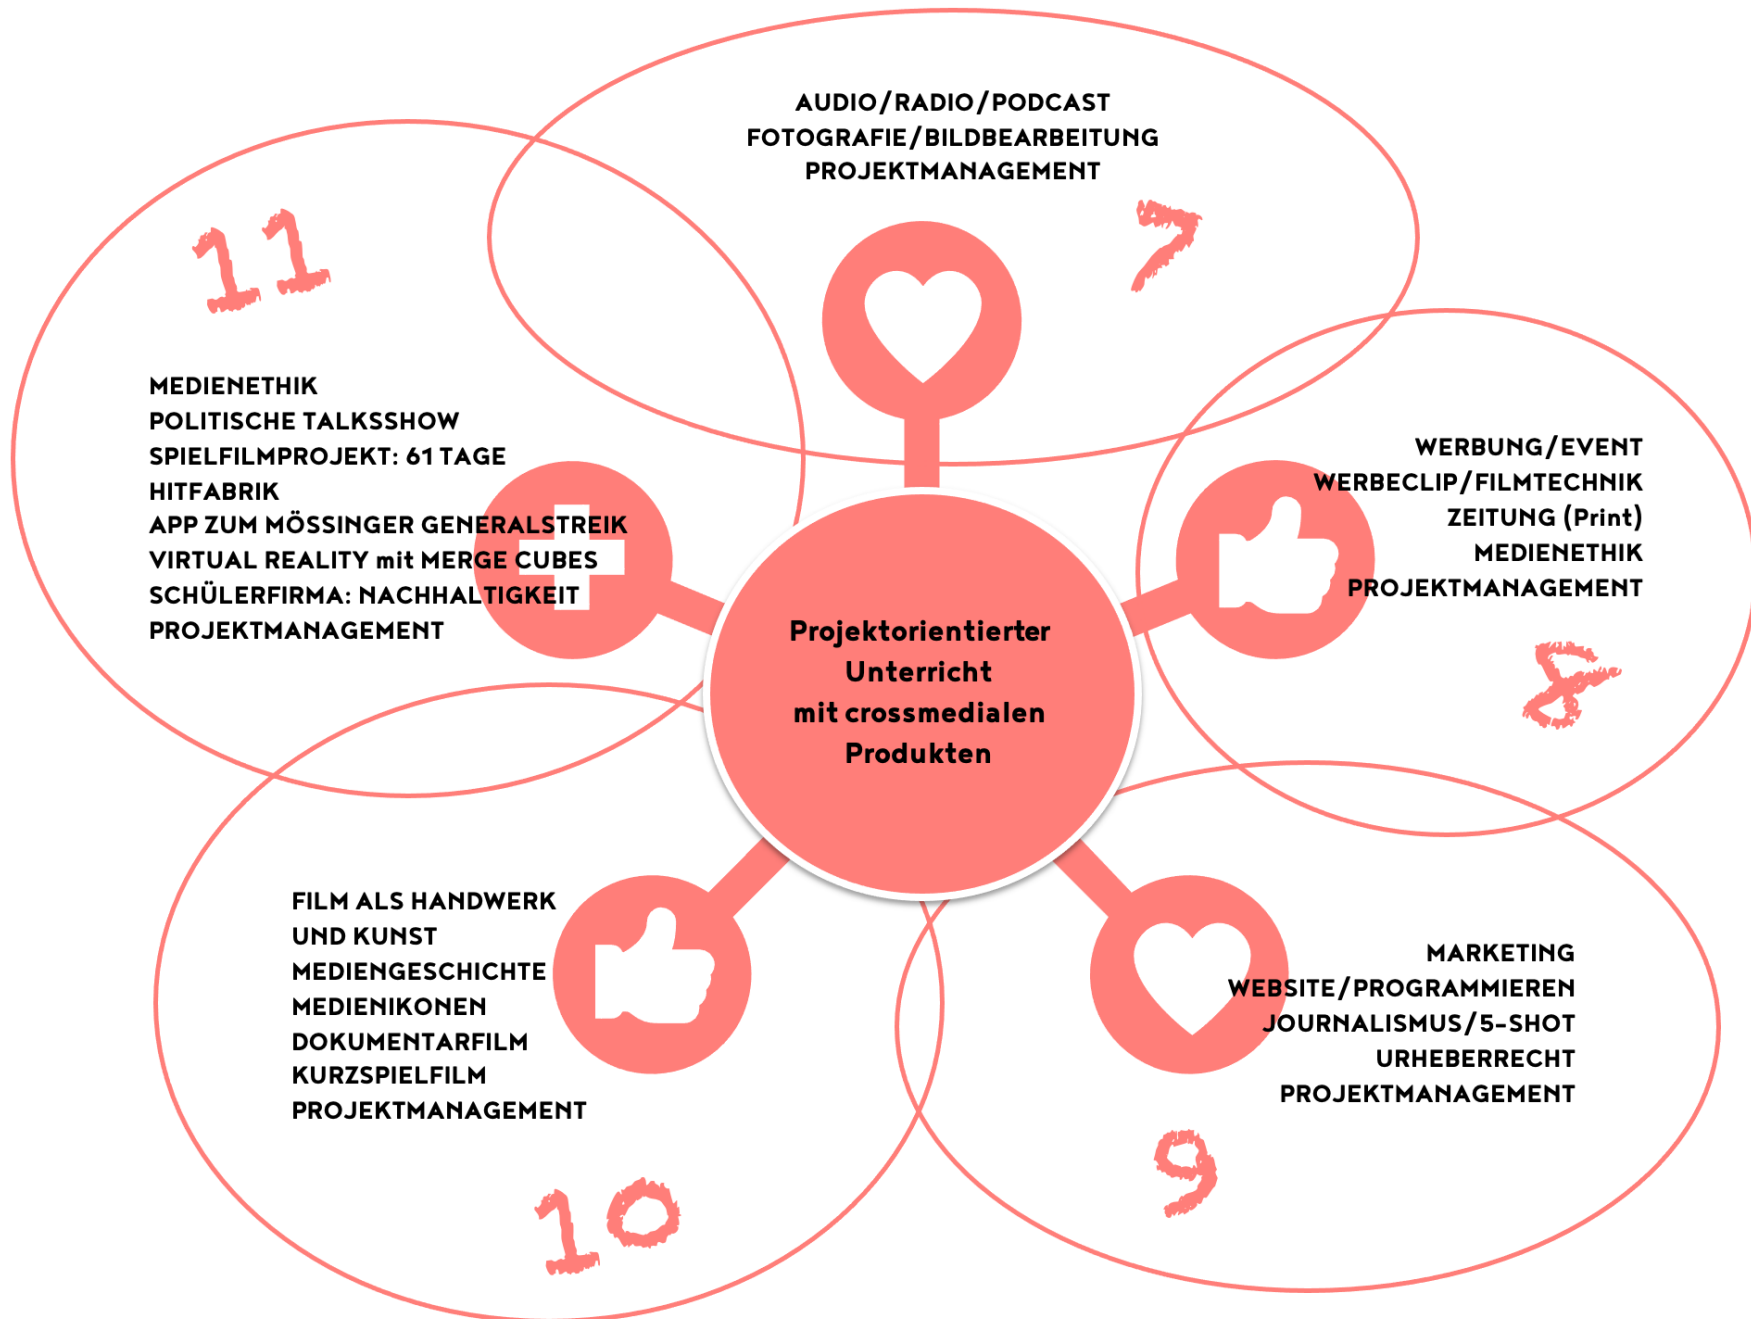 AUDIO/RADIO/PODCAST
FOTOGRAFIE/BILDBEARBEITUNG
PROJEKTMANAGEMENT
7
11
MEDIENETHIK
POLITISCHE TALKSSHOW
SPIELFILMPROJEKT: 61 TAGE
HITFABRIK
APP ZUM MÖSSINGER GENERALSTREIK
VIRTUAL REALITY mit MERGE CUBES
SCHÜLERFIRMA: NACHHALTIGKEIT
PROJEKTMANAGEMENT
WERBUNG/EVENT
WERBECLIP/FILMTECHNIK
ZEITUNG (Print)
MEDIENETHIK
PROJEKTMANAGEMENT
8
Projektorientierter
Unterricht
mit crossmedialen
Produkten
FILM ALS HANDWERK
UND KUNST
MEDIENGESCHICHTE
MEDIENIKONEN
DOKUMENTARFILM
KURZSPIELFILM
PROJEKTMANAGEMENT
10
MARKETING
WEBSITE/PROGRAMMIEREN
JOURNALISMUS/5-SHOT
URHEBERRECHT
PROJEKTMANAGEMENT
9